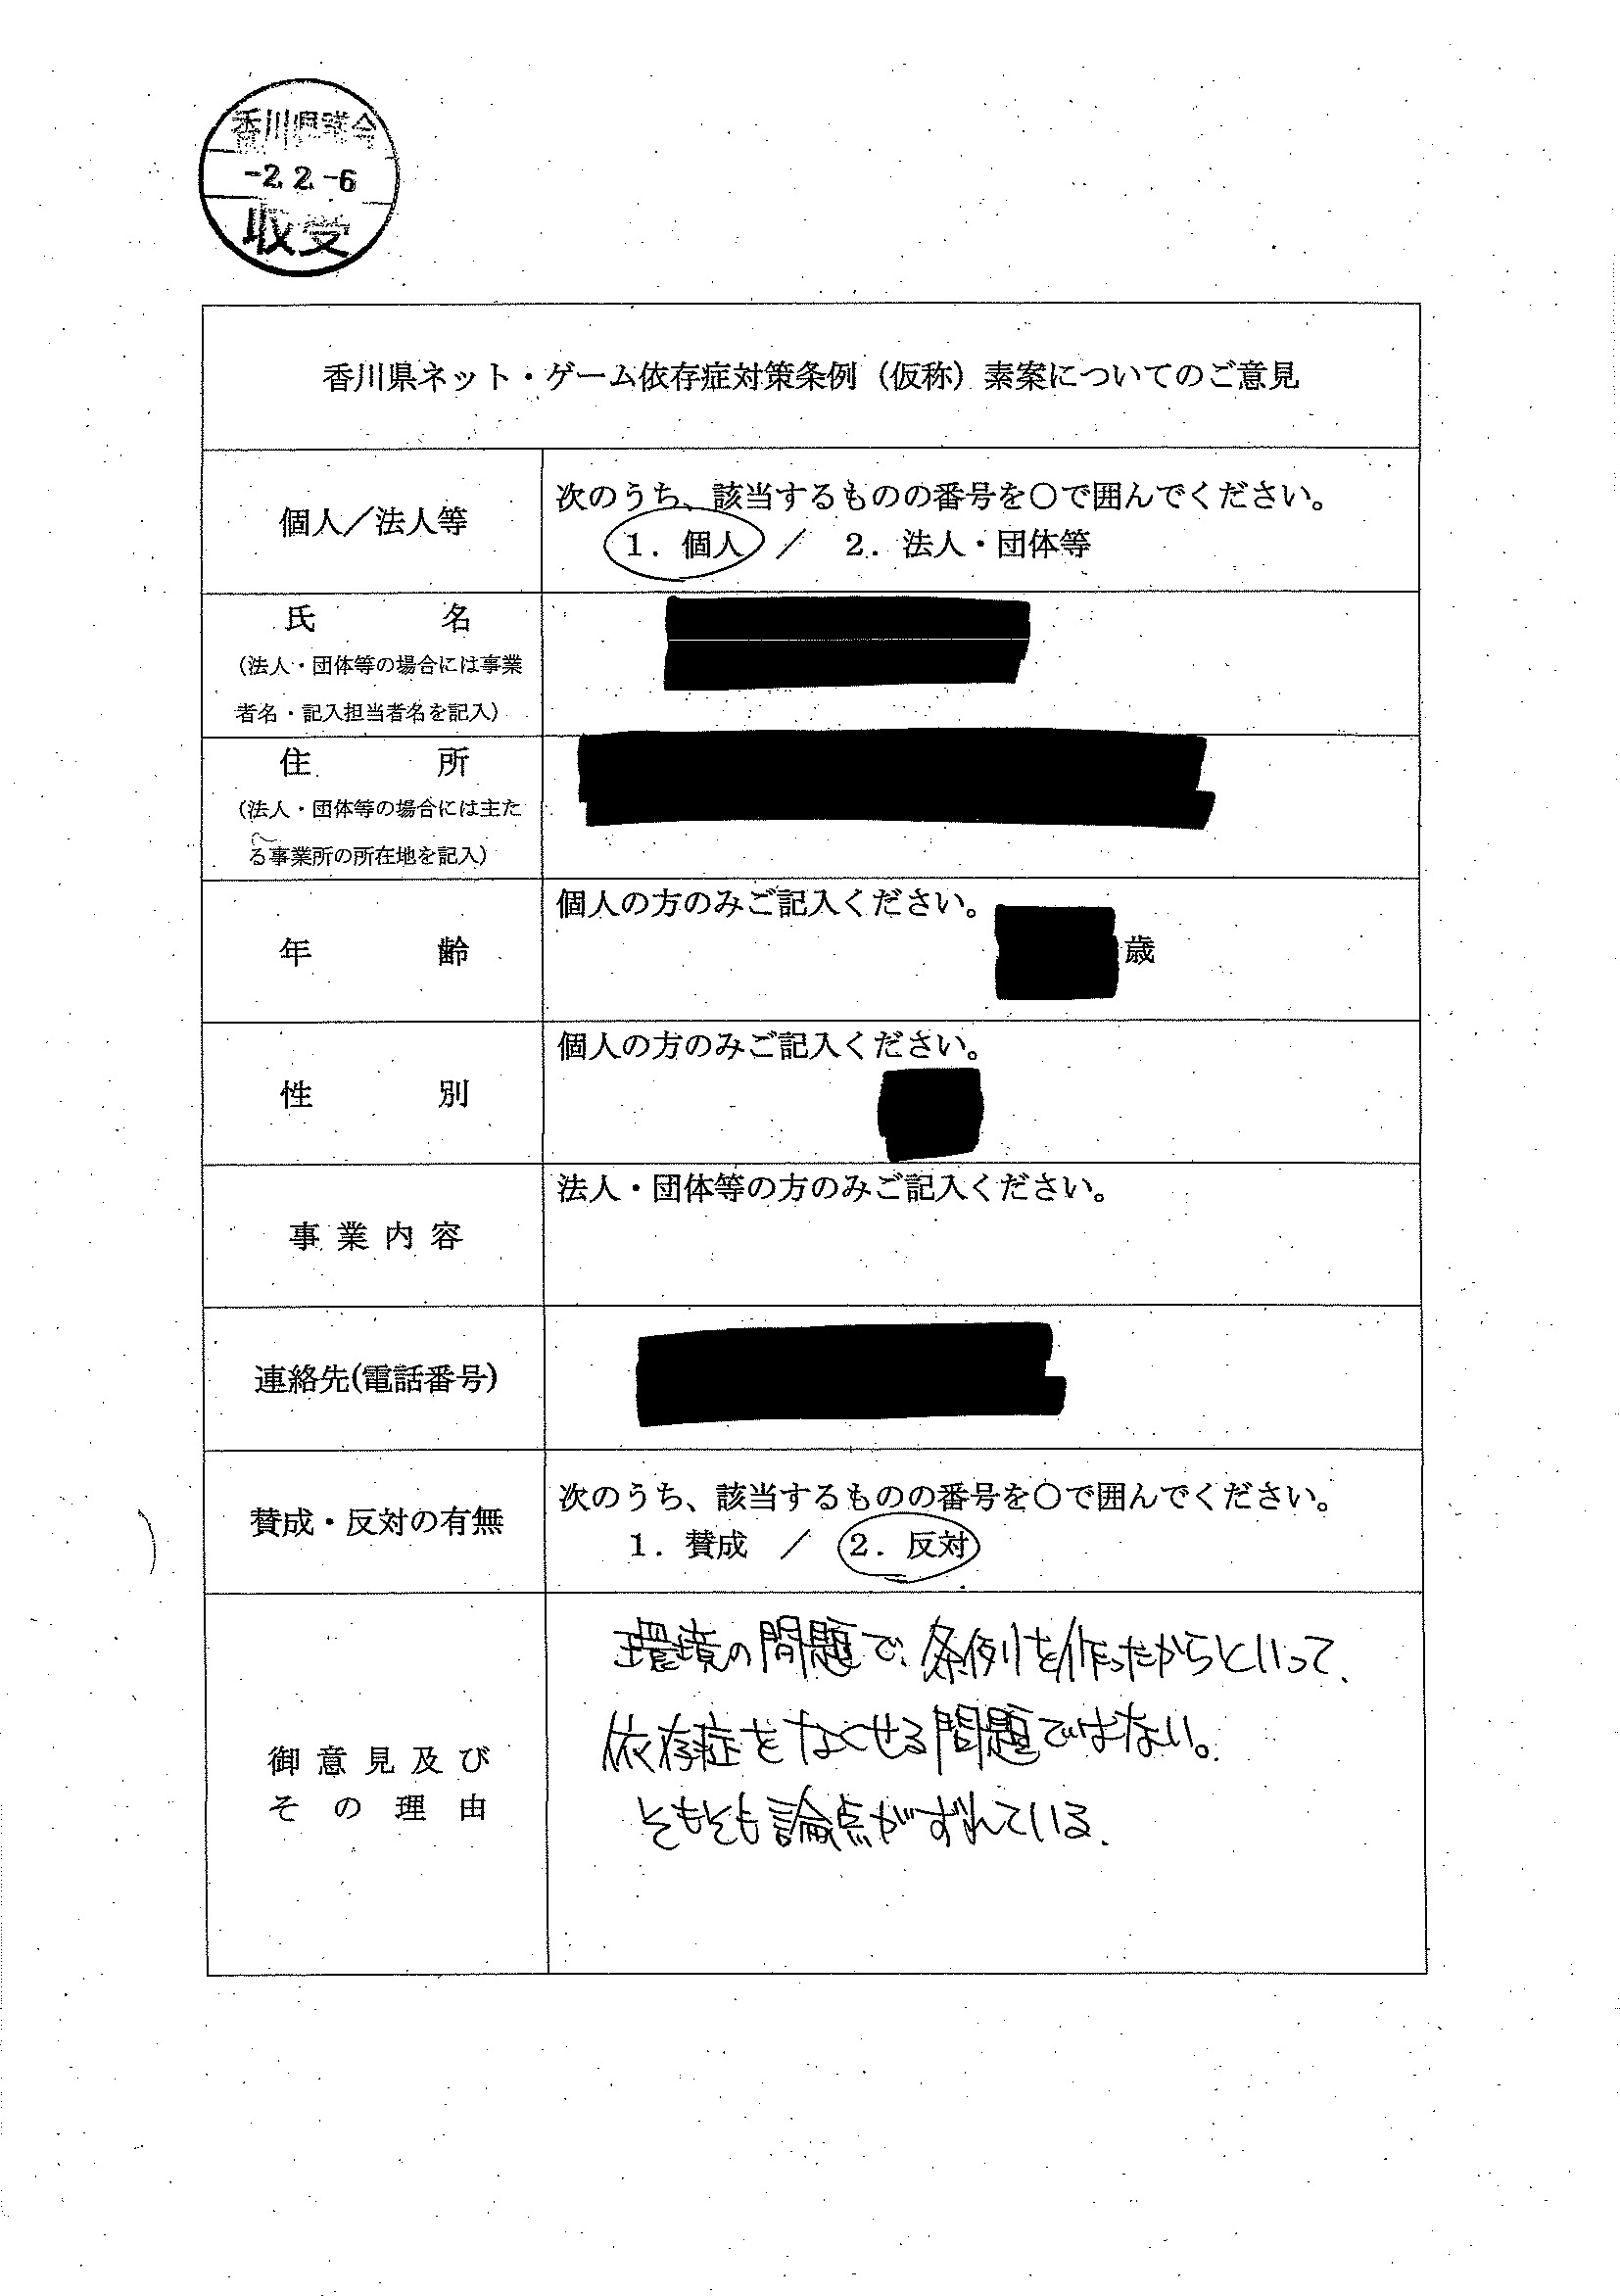 香川県議会
-2.2.-6
収受
香川県ネット・ゲーム依存症対策条例（仮称）素案についてのご意見
個人／法人等
次のうち、該当するものの番号を○で囲んでください。
1．個人 ／ 2．法人・団体等
氏 名
（法人・団体等の場合には事業
者名・記入担当者名を記入）
住 所
（法人・団体等の場合には主た
る事業所の所在地を記入）
年 齢
個人の方のみご記入ください。
歳
性 別
個人の方のみご記入ください。
事業内容
法人・団体等の方のみご記入ください。
連絡先(電話番号)
賛成・反対の有無
次のうち、該当するものの番号を○で囲んでください。
1．賛成 ／ 2．反対
御意見及び
その理由
環境の問題で、条例を作ったからといって、
依存症をなくせる問題ではない。
そもそも論点がずれている、